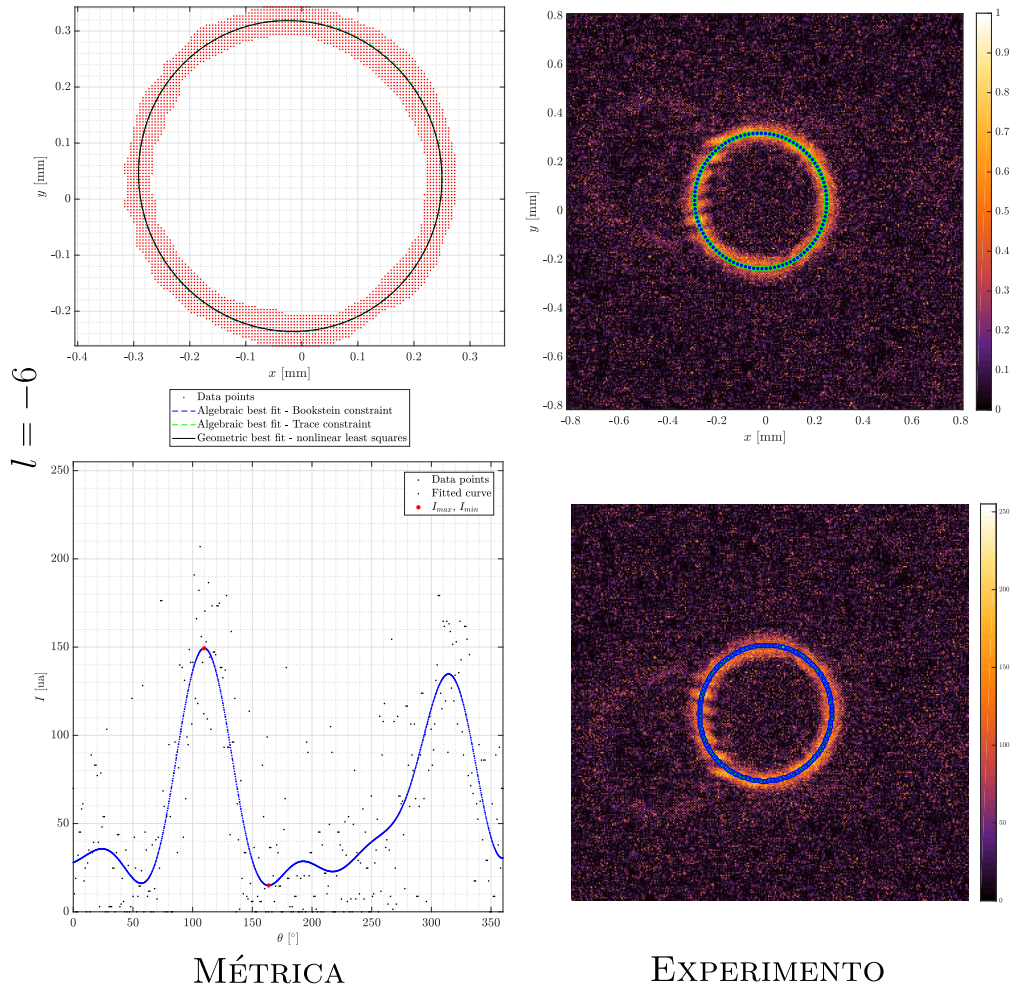 0.3
0.2
0.1
0
-0.1
-0.2
y [mm]
-0.4 -0.3 -0.2 -0.1 0 0.1 0.2 0.3
x [mm]
Data points
Algebraic best fit - Bookstein constraint
Algebraic best fit - Trace constraint
Geometric best fit - nonlinear least squares
0.8
0.6
0.4
0.2
0
-0.2
-0.4
-0.6
-0.8
y [mm]
-0.8 -0.6 -0.4 -0.2 0 0.2 0.4 0.6 0.8
x [mm]
1
0.9
0.8
0.7
0.6
0.5
0.4
0.3
0.2
0.1
0
l = −6
250
200
150
100
50
0
I [ua]
0 50 100 150 200 250 300 350
θ [°]
Data points
Fitted curve
I_max, I_min
250
200
150
100
50
0
MÉTRICA
EXPERIMENTO